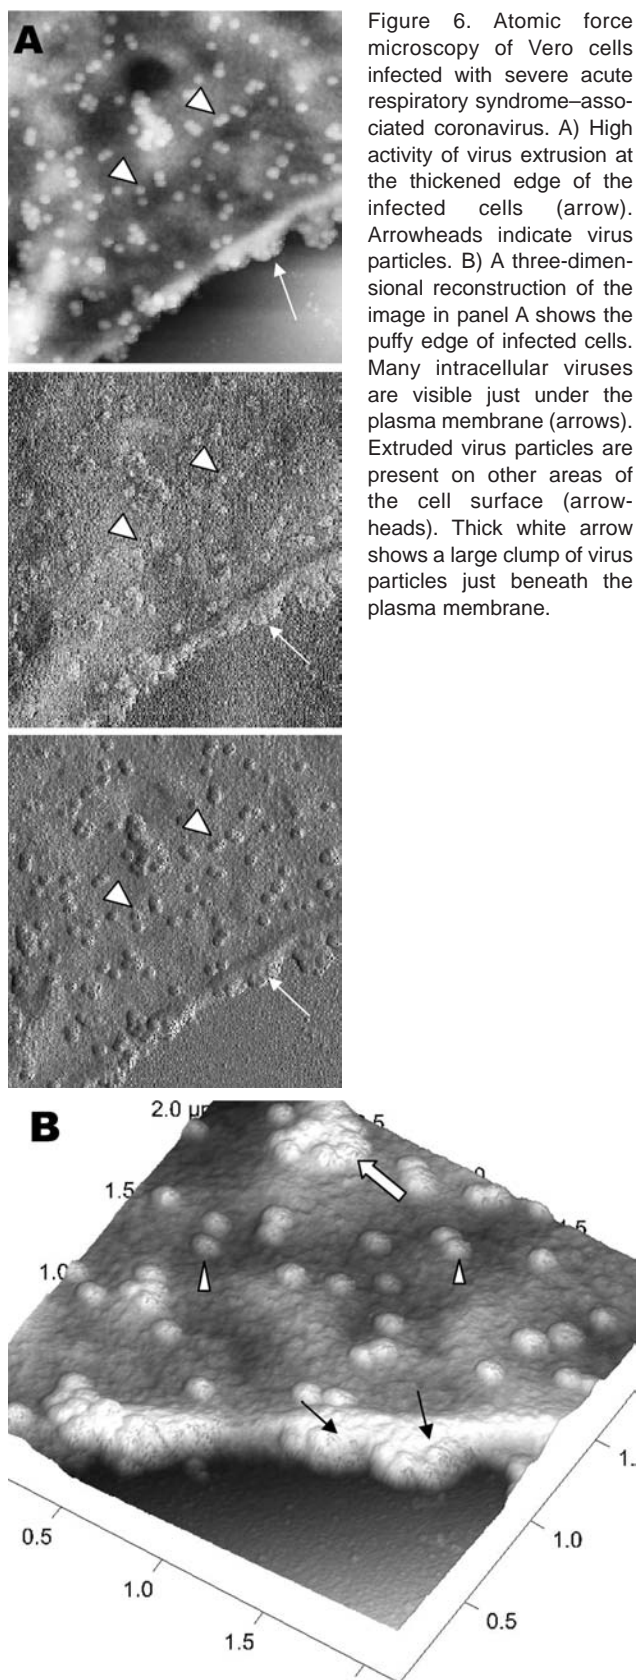 A
Figure 6. Atomic force
microscopy of Vero cells
infected with severe acute
respiratory syndrome–asso-
ciated coronavirus. A) High
activity of virus extrusion at
the thickened edge of the
infected cells (arrow).
Arrowheads indicate virus
particles. B) A three-dimen-
sional reconstruction of the
image in panel A shows the
puffy edge of infected cells.
Many intracellular viruses
are visible just under the
plasma membrane (arrows).
Extruded virus particles are
present on other areas of
the cell surface (arrow-
heads). Thick white arrow
shows a large clump of virus
particles just beneath the
plasma membrane.
B
2.0
1.5
1.0
0.5
1.0
1.5
0.5
1.0